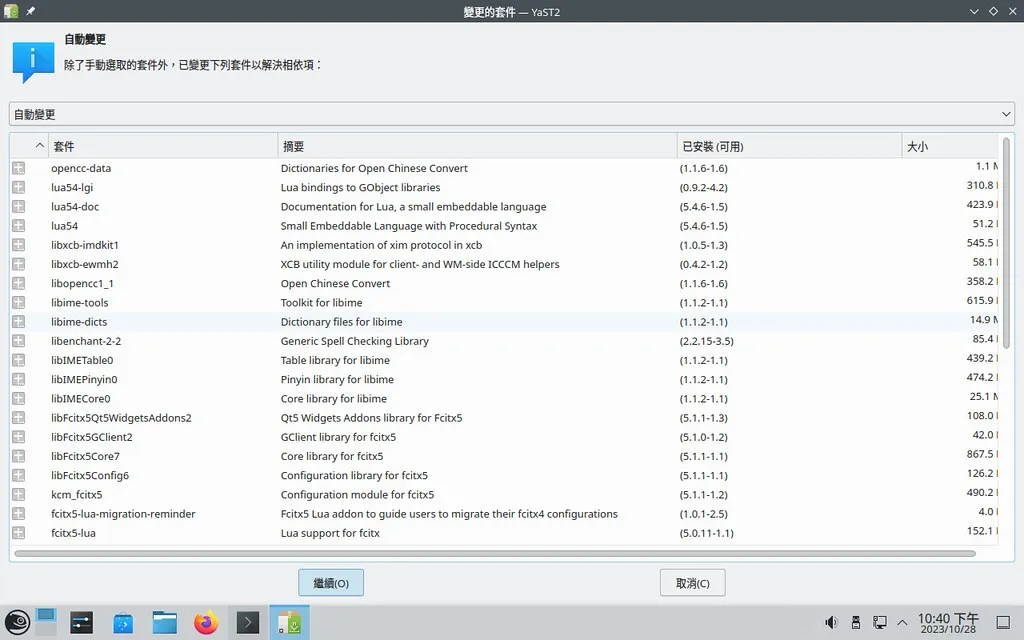 變更的套件 — YaST2
自動變更
除了手動選取的套件外，已變更下列套件以解決相依項：
自動變更
套件 摘要 已安裝 (可用) 大小
opencc-data Dictionaries for Open Chinese Convert (1.1.6-1.6) 1.1 M
lua54-lgi Lua bindings to GObject libraries (0.9.2-4.2) 310.8
lua54-doc Documentation for Lua, a small embeddable language (5.4.6-1.5) 423.9
lua54 Small Embeddable Language with Procedural Syntax (5.4.6-1.5) 51.2
libxcb-imdkit1 An implementation of xim protocol in xcb (1.0.5-1.3) 545.5
libxcb-ewmh2 XCB utility module for client- and WM-side ICCCM helpers (0.4.2-1.2) 58.1
libopencc1_1 Open Chinese Convert (1.1.6-1.6) 358.2
libime-tools Toolkit for libime (1.1.2-1.1) 615.9
libime-dicts Dictionary files for libime (1.1.2-1.1) 14.9 M
libenchant-2-2 Generic Spell Checking Library (2.2.15-3.5) 85.4
libIMETable0 Table library for libime (1.1.2-1.1) 439.2
libIMEPinyin0 Pinyin library for libime (1.1.2-1.1) 474.2
libIMECore0 Core library for libime (1.1.2-1.1) 25.1 M
libFcitx5Qt5WidgetsAddons2 Qt5 Widgets Addons library for Fcitx5 (5.1.1-1.3) 108.0
libFcitx5GClient2 GClient library for fcitx5 (5.1.0-1.2) 42.0
libFcitx5Core7 Core library for fcitx5 (5.1.1-1.1) 867.5
libFcitx5Config6 Configuration library for fcitx5 (5.1.1-1.1) 126.2
kcm_fcitx5 Configuration module for fcitx5 (5.1.1-1.2) 490.2
fcitx5-lua-migration-reminder Fcitx5 Lua addon to guide users to migrate their fcitx4 configurations (1.0.1-2.5) 4.0
fcitx5-lua Lua support for fcitx (5.0.11-1.1) 152.1
繼續(O) 取消(C)
10:40 下午
2023/10/28